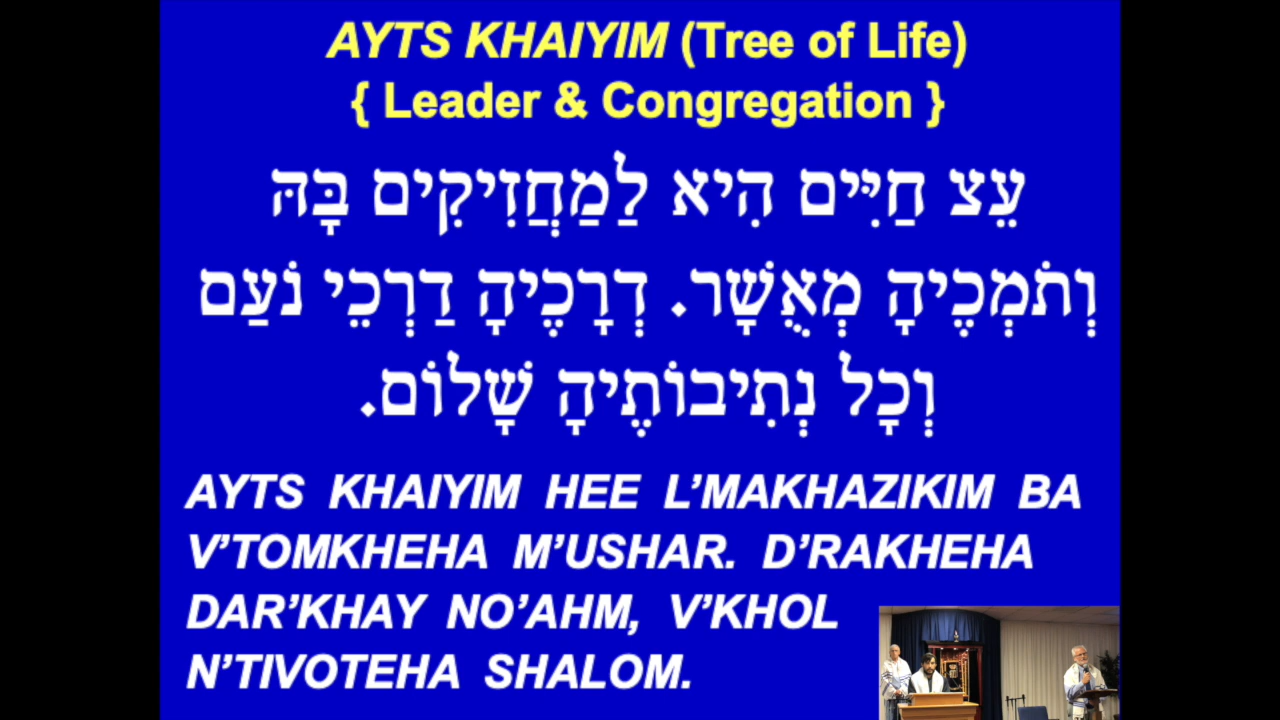 AYTS KHAIYIM (Tree of Life)
{ Leader & Congregation }
עֵץ חַיִּים הִיא לַמַחֲזִיקִים בָּהּ
וְתֹמְכֶיהָ מְאֻשָּׁר. דְרָכֶיהָ דַרְכֵי נֹעַם
וְכָל נְתִיבוֹתֶיהָ שָׁלוֹם.
AYTS KHAIYIM HEE L’MAKHAZIKIM BA
V’TOMKHEHA M’USHAR. D’RAKHEHA
DAR’KHAY NO’AHM, V’KHOL
N’TIVOTEHA SHALOM.